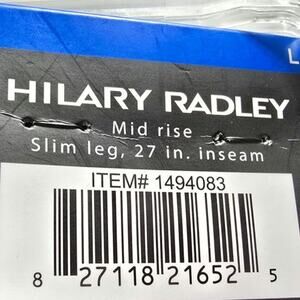 L
HILARY RADLEY
Mid rise
Slim leg, 27 in. inseam
ITEM# 1494083
8 27118 21652 5